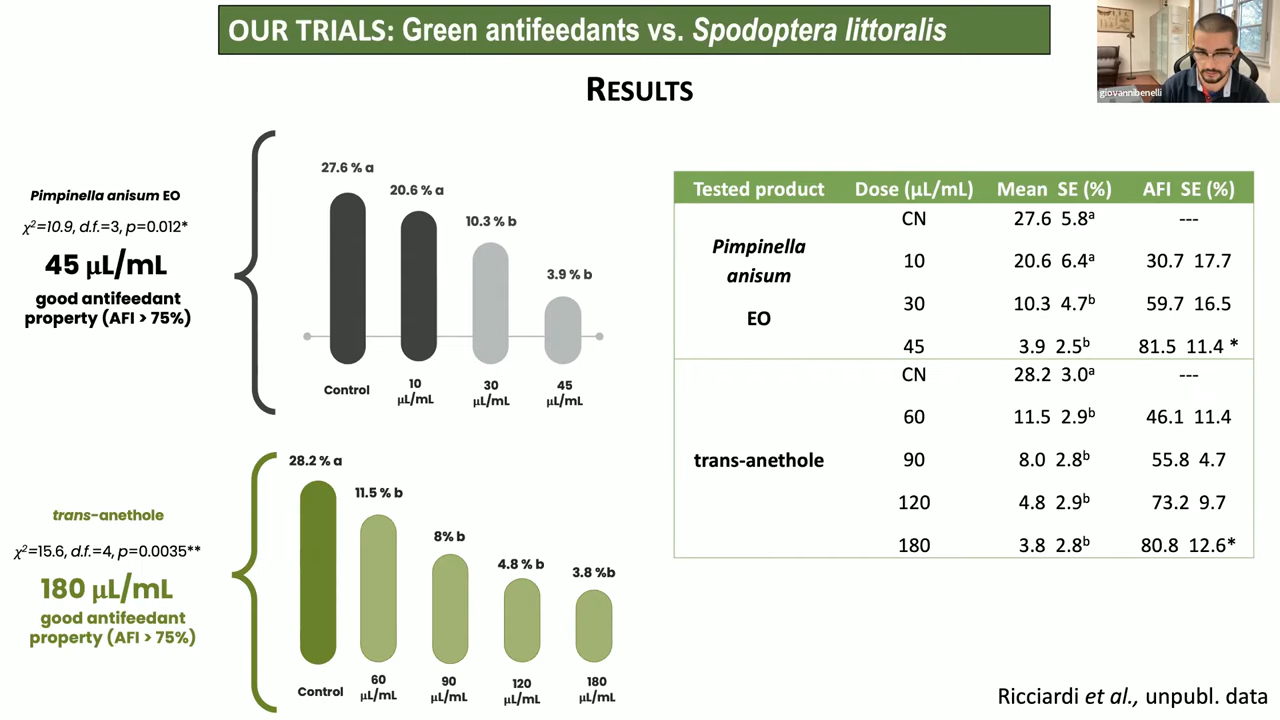 OUR TRIALS: Green antifeedants vs. Spodoptera littoralis
giovannibenelli
RESULTS
Pimpinella anisum EO
χ²=10.9, d.f.=3, p=0.012*
45 µL/mL
good antifeedant
property (AFI > 75%)
27.6 % a
20.6 % a
10.3 % b
3.9 % b
Control
10
µL/mL
30
µL/mL
45
µL/mL
trans-anethole
χ²=15.6, d.f.=4, p=0.0035**
180 µL/mL
good antifeedant
property (AFI > 75%)
28.2 % a
11.5 % b
8% b
4.8 % b
3.8 %b
Control
60
µL/mL
90
µL/mL
120
µL/mL
180
µL/mL
Tested product Dose (µL/mL) Mean SE (%) AFI SE (%)
Pimpinella
anisum
EO
CN 27.6 5.8ᵃ ---
10 20.6 6.4ᵃ 30.7 17.7
30 10.3 4.7ᵇ 59.7 16.5
45 3.9 2.5ᵇ 81.5 11.4 *
trans-anethole
CN 28.2 3.0ᵃ ---
60 11.5 2.9ᵇ 46.1 11.4
90 8.0 2.8ᵇ 55.8 4.7
120 4.8 2.9ᵇ 73.2 9.7
180 3.8 2.8ᵇ 80.8 12.6*
Ricciardi et al., unpubl. data